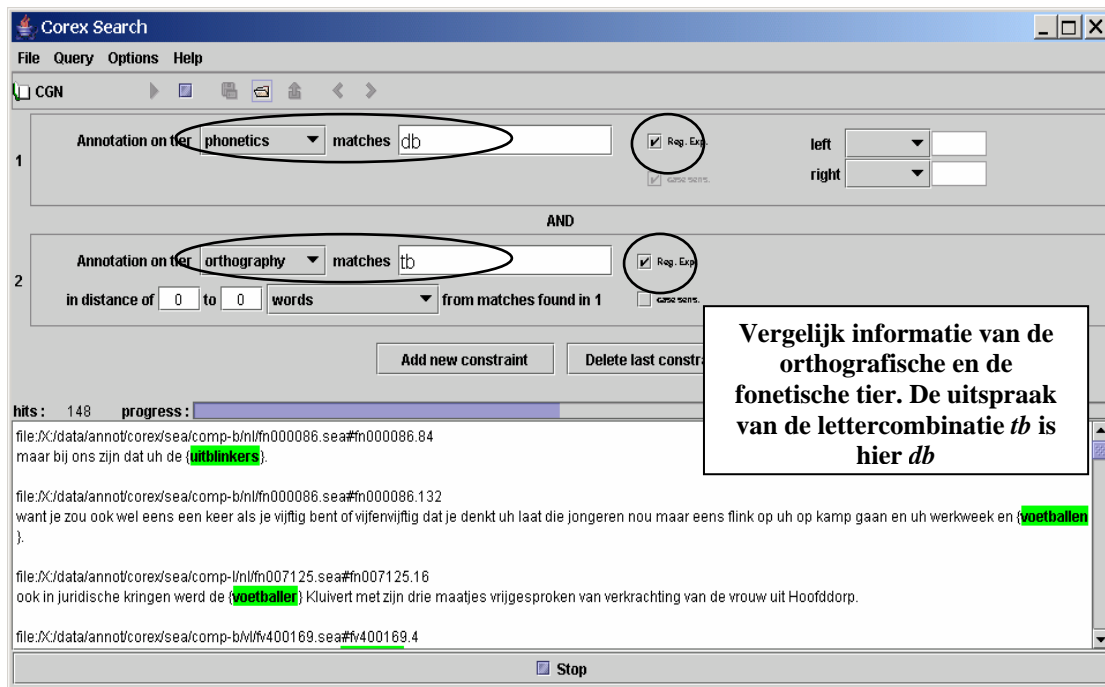 Corex Search
File Query Options Help
CGN
Annotation on tier phonetics matches db Reg. Exp.
left
1
case sens.
right
AND
Annotation on tier orthography matches tb Reg. Exp
2
in distance of 0 to 0 words from matches found in 1 case sens.
Add new constraint Delete last constra
Vergelijk informatie van de
orthografische en de
fonetische tier. De uitspraak
van de lettercombinatie tb is
hier db
hits : 148 progress :
file:/X:/data/annot/corex/sea/comp-b/nl/fn000086.sea#fn000086.84
maar bij ons zijn dat uh de {uitblinkers}.
file:/X:/data/annot/corex/sea/comp-b/nl/fn000086.sea#fn000086.132
want je zou ook wel eens een keer als je vijftig bent of vijfenvijftig dat je denkt uh laat die jongeren nou maar eens flink op uh op kamp gaan en uh werkweek en {voetballen
}.
file:/X:/data/annot/corex/sea/comp-l/nl/fn007125.sea#fn007125.16
ook in juridische kringen werd de {voetballer} Kluivert met zijn drie maatjes vrijgesproken van verkrachting van de vrouw uit Hoofddorp.
file:/X:/data/annot/corex/sea/comp-b/vl/fv400169.sea#fv400169.4
Stop